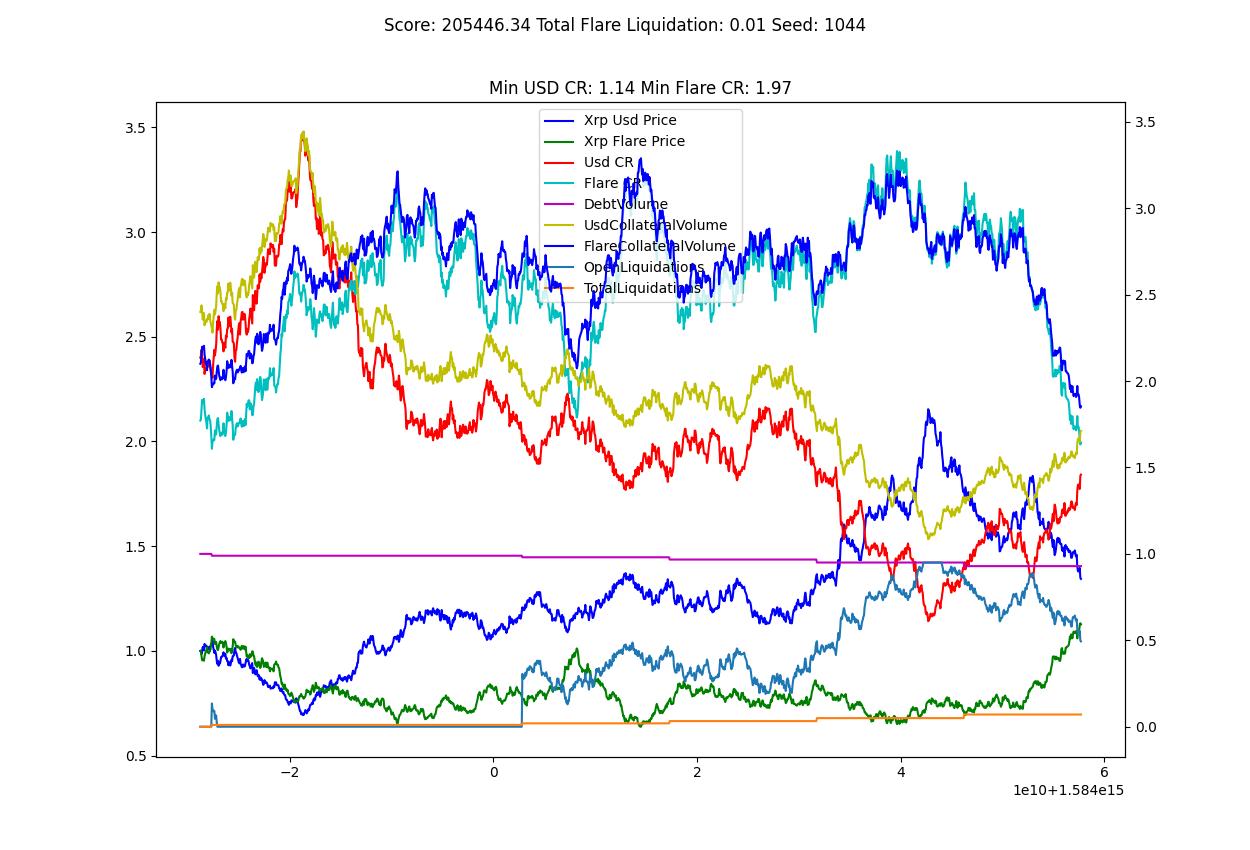 Score: 205446.34 Total Flare Liquidation: 0.01 Seed: 1044
Min USD CR: 1.14 Min Flare CR: 1.97
Xrp Usd Price
Xrp Flare Price
Usd CR
Flare CR
DebtVolume
UsdCollateralVolume
FlareCollateralVolume
OpenLiquidations
TotalLiquidations
3.5
3.0
2.5
2.0
1.5
1.0
0.5
3.5
3.0
2.5
2.0
1.5
1.0
0.5
0.0
−2
0
2
4
6
1e10+1.584e15